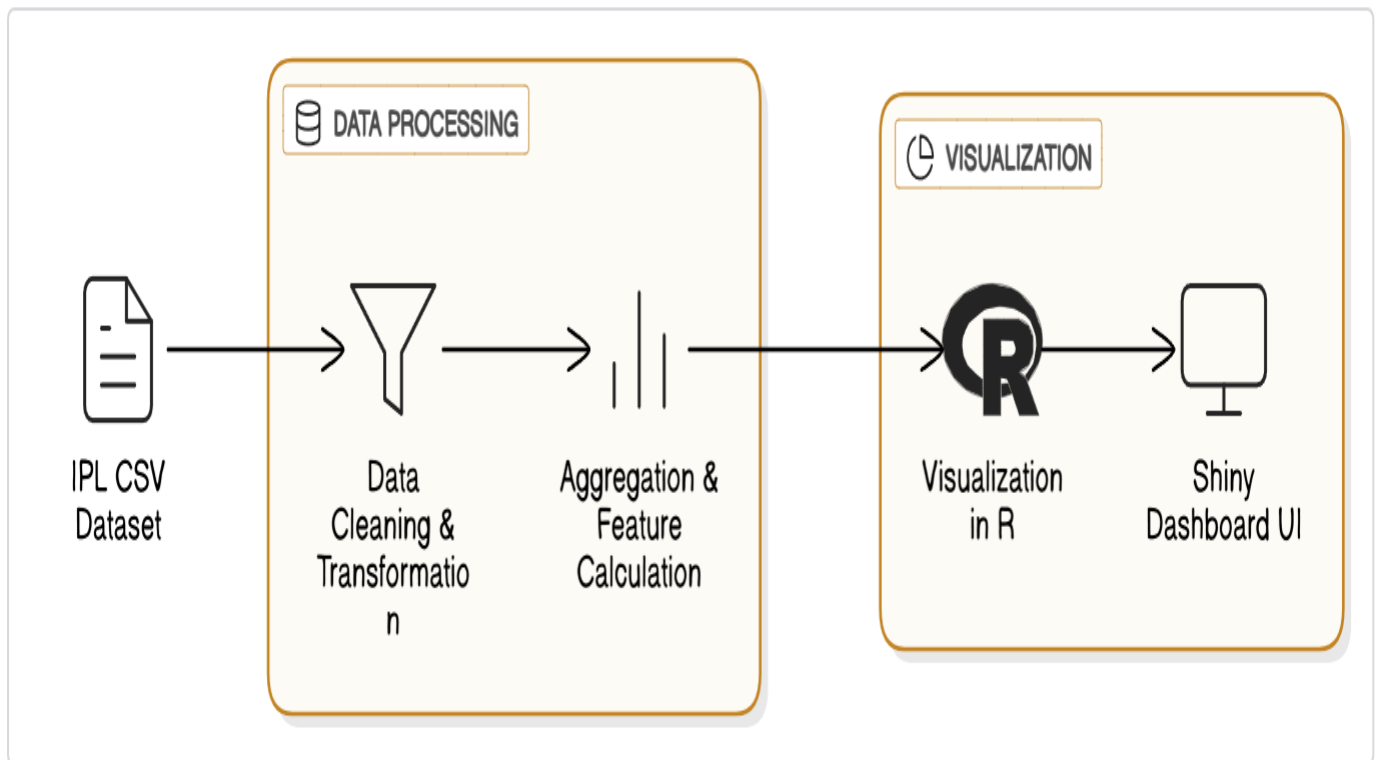 DATA PROCESSING
VISUALIZATION
IPL CSV
Dataset
Data
Cleaning &
Transformatio
n
Aggregation &
Feature
Calculation
R
Visualization
in R
Shiny
Dashboard UI